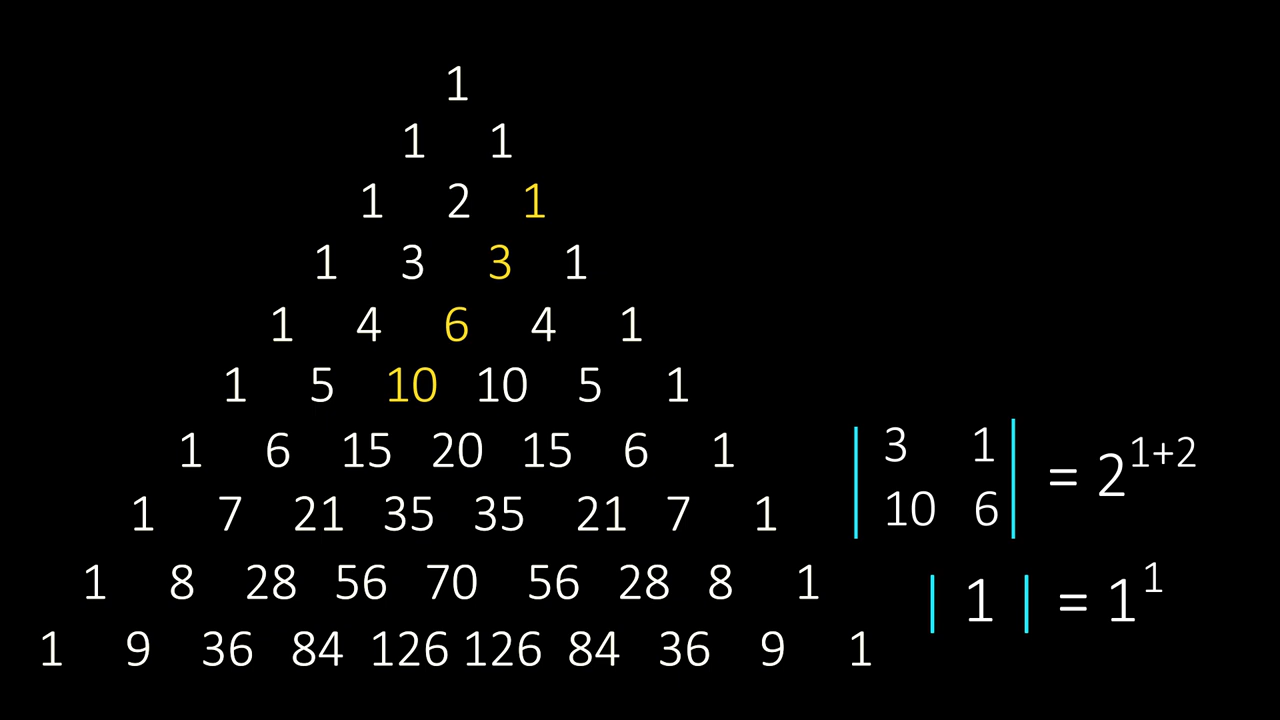 1
1 1
1 2 1
1 3 3 1
1 4 6 4 1
1 5 10 10 5 1
1 6 15 20 15 6 1
1 7 21 35 35 21 7 1
1 8 28 56 70 56 28 8 1
1 9 36 84 126 126 84 36 9 1
| 3 1 |
| 10 6 | = 2^{1+2}
| 1 | = 1^1